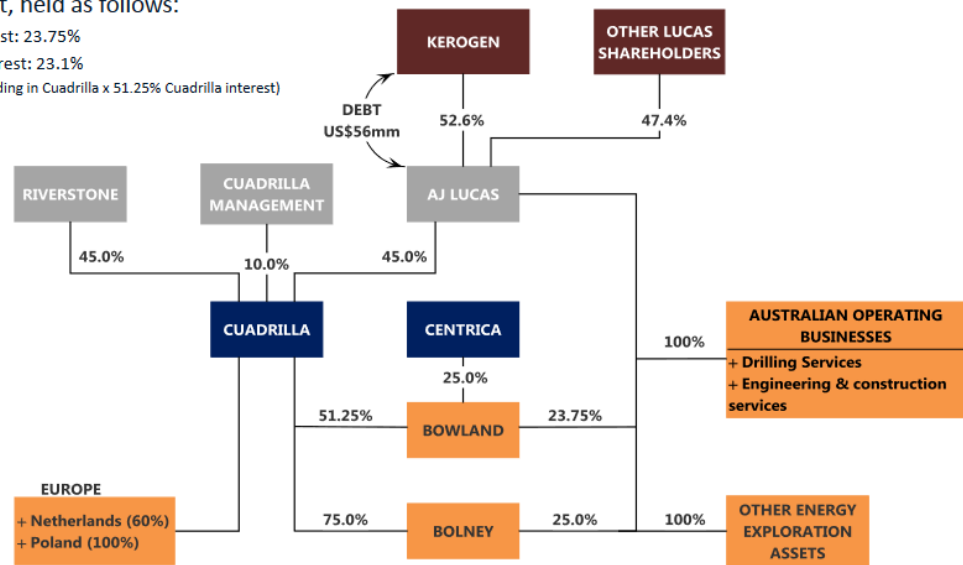 t, held as follows:
st: 23.75%
rest: 23.1%
ding in Cuadrilla x 51.25% Cuadrilla interest)
KEROGEN
OTHER LUCAS
SHAREHOLDERS
DEBT
US$56mm
52.6%
47.4%
RIVERSTONE
CUADRILLA
MANAGEMENT
AJ LUCAS
45.0%
10.0%
45.0%
CUADRILLA
CENTRICA
25.0%
AUSTRALIAN OPERATING
BUSINESSES
+ Drilling Services
+ Engineering & construction
services
100%
51.25%
BOWLAND
23.75%
EUROPE
+ Netherlands (60%)
+ Poland (100%)
75.0%
BOLNEY
25.0%
100%
OTHER ENERGY
EXPLORATION
ASSETS